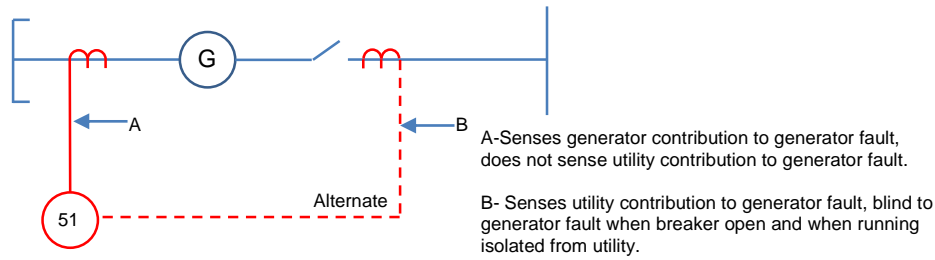 G
A
B
A-Senses generator contribution to generator fault,
does not sense utility contribution to generator fault.
Alternate
B- Senses utility contribution to generator fault, blind to
generator fault when breaker open and when running
isolated from utility.
51